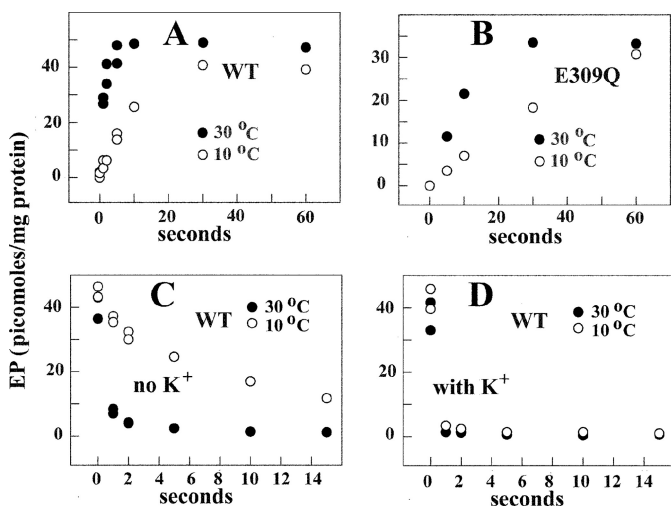 EP (picomoles/mg protein)
A
WT
30 °C
10 °C
40
20
0
0 20 40 60
seconds
B
E309Q
30 °C
10 °C
30
20
10
0
0 20 40 60
seconds
C
WT
30 °C
10 °C
no K+
40
20
0
0 2 4 6 8 10 12 14
seconds
D
WT
30 °C
10 °C
with K+
40
20
0
0 2 4 6 8 10 12 14
seconds